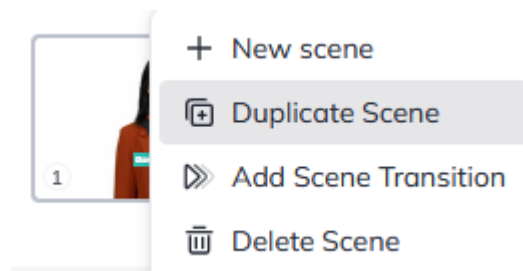 New scene
Duplicate Scene
Add Scene Transition
1
Delete Scene